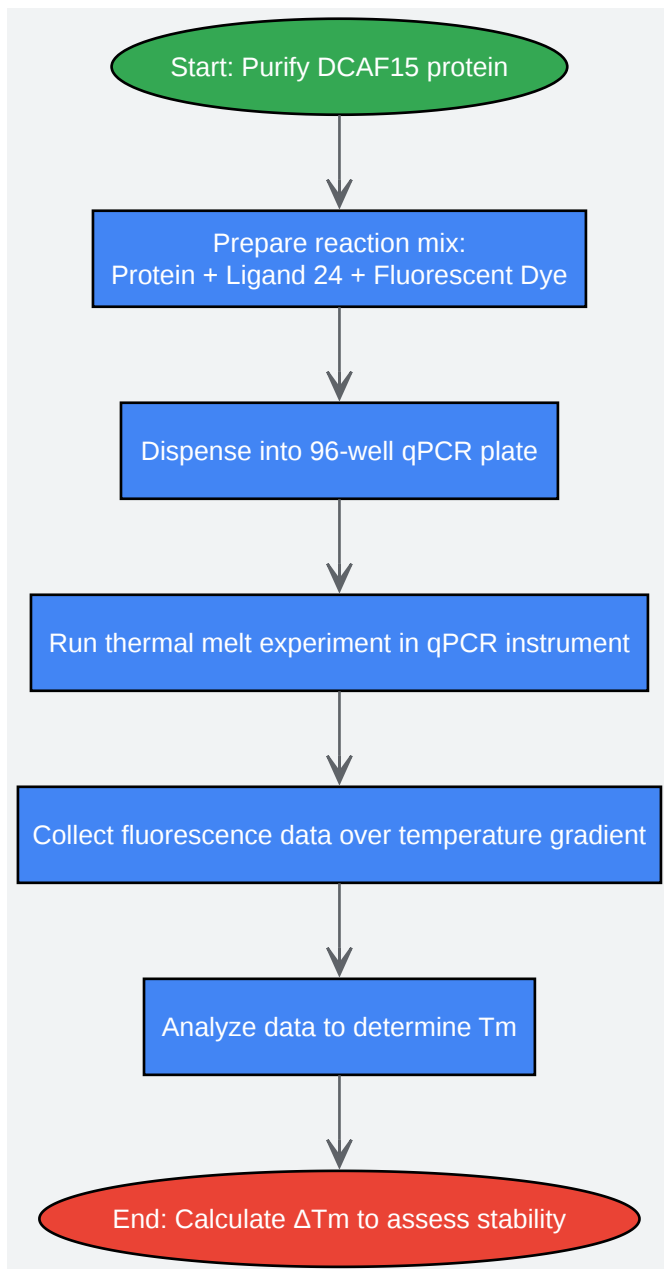 Start: Purify DCAF15 protein
Prepare reaction mix:
Protein + Ligand 24 + Fluorescent Dye
Dispense into 96-well qPCR plate
Run thermal melt experiment in qPCR instrument
Collect fluorescence data over temperature gradient
Analyze data to determine Tm
End: Calculate ΔTm to assess stability